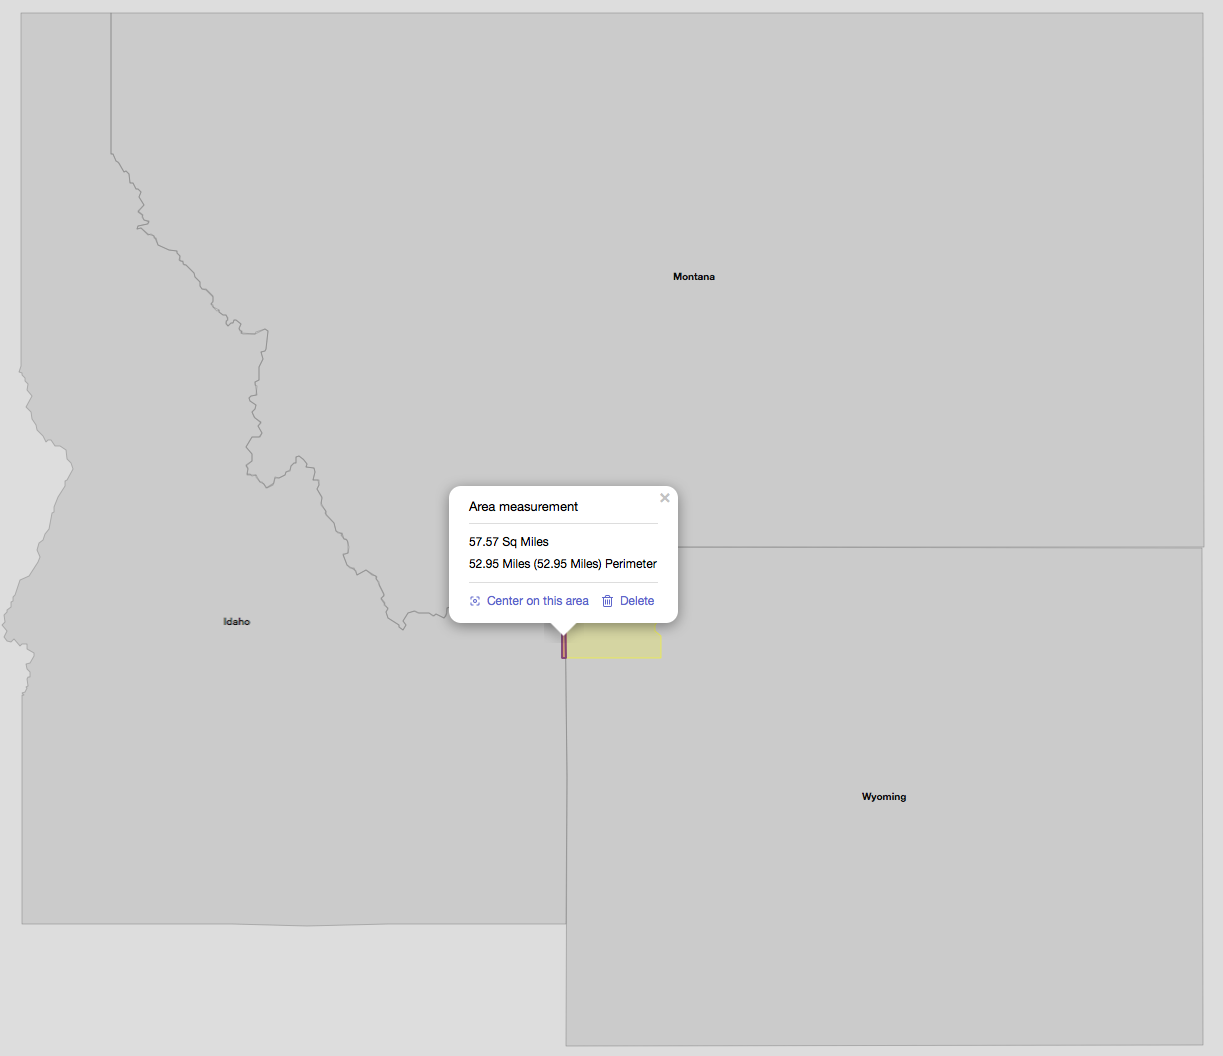 Montana
Area measurement
57.57 Sq Miles
52.95 Miles (52.95 Miles) Perimeter
Center on this area Delete
Idaho
Wyoming